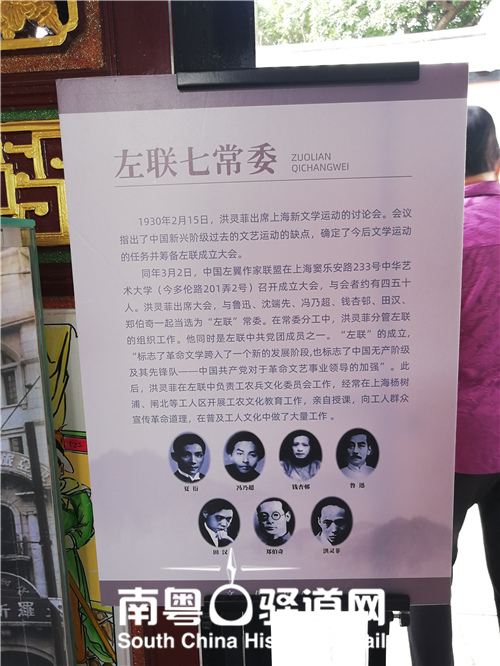 左联七常委
ZUOLIAN
QICHANGWEI
1930年2月15日，洪灵菲出席上海新文学运动的讨论会。会议
指出了中国新兴阶级过去的文艺运动的缺点，确定了今后文学运动
的任务并筹备左联成立大会。
同年3月2日，中国左翼作家联盟在上海窦乐安路233号中华艺
术大学（今多伦路201弄2号）召开成立大会，与会者约有四五十
人。洪灵菲出席大会，与鲁迅、沈端先、冯乃超、钱杏邨、田汉、
郑伯奇一起当选为“左联”常委。在常委分工中，洪灵菲分管左联
的组织工作。他同时是左联中共党团成员之一。“左联”的成立，
“标志了革命文学跨入了一个新的发展阶段,也标志了中国无产阶级
及其先锋队——中国共产党对于革命文艺事业领导的加强”。此
后，洪灵菲在左联中负责工农兵文化委员会工作，经常在上海杨树
浦、闸北等工人区开展工农文化教育工作，亲自授课，向工人群众
宣传革命道理，在普及工人文化中做了大量工作 。
夏 衍
冯乃超
钱杏邨
鲁 迅
田 汉
郑伯奇
洪灵菲
南粤 驿道网
South China His ail